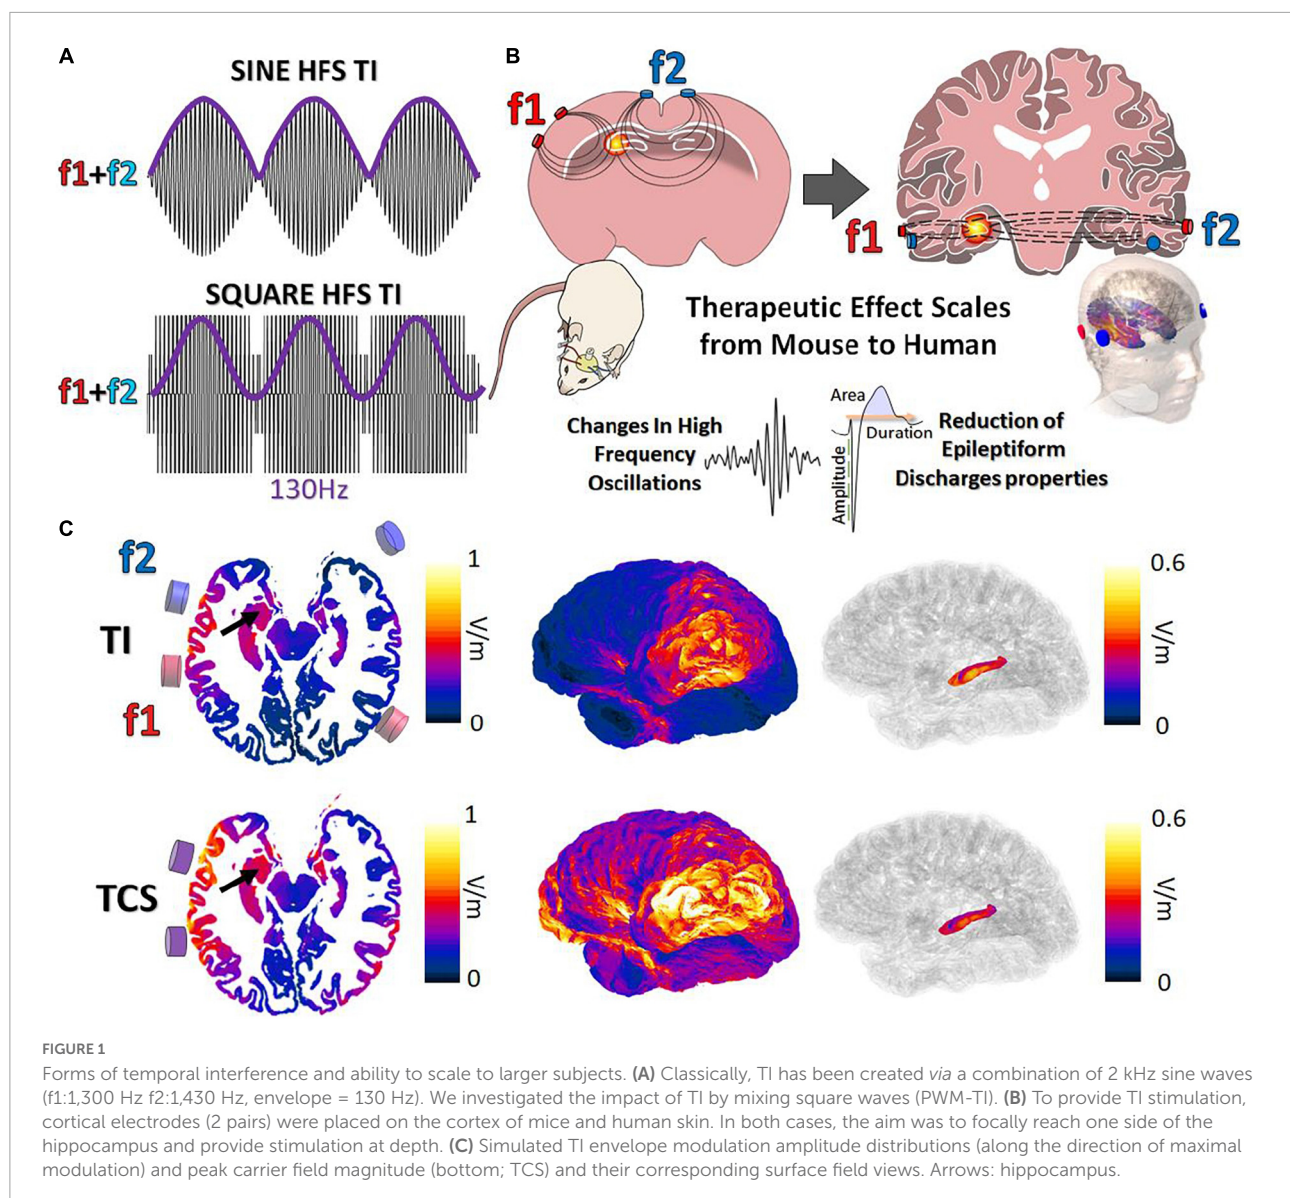 A
SINE HFS TI
f1+f2
SQUARE HFS TI
f1+f2
130Hz
B
f2
f1
f1
f2
Therapeutic Effect Scales
from Mouse to Human
Changes In High
Frequency
Oscillations
Area
Duration
Amplitude
Reduction of
Epileptiform
Discharges properties
C
f2
TI
f1
1
V/m
0
0.6
V/m
0
TCS
1
V/m
0
0.6
V/m
0
FIGURE 1
Forms of temporal interference and ability to scale to larger subjects. (A) Classically, TI has been created via a combination of 2 kHz sine waves
(f1:1,300 Hz f2:1,430 Hz, envelope = 130 Hz). We investigated the impact of TI by mixing square waves (PWM-TI). (B) To provide TI stimulation,
cortical electrodes (2 pairs) were placed on the cortex of mice and human skin. In both cases, the aim was to focally reach one side of the
hippocampus and provide stimulation at depth. (C) Simulated TI envelope modulation amplitude distributions (along the direction of maximal
modulation) and peak carrier field magnitude (bottom; TCS) and their corresponding surface field views. Arrows: hippocampus.